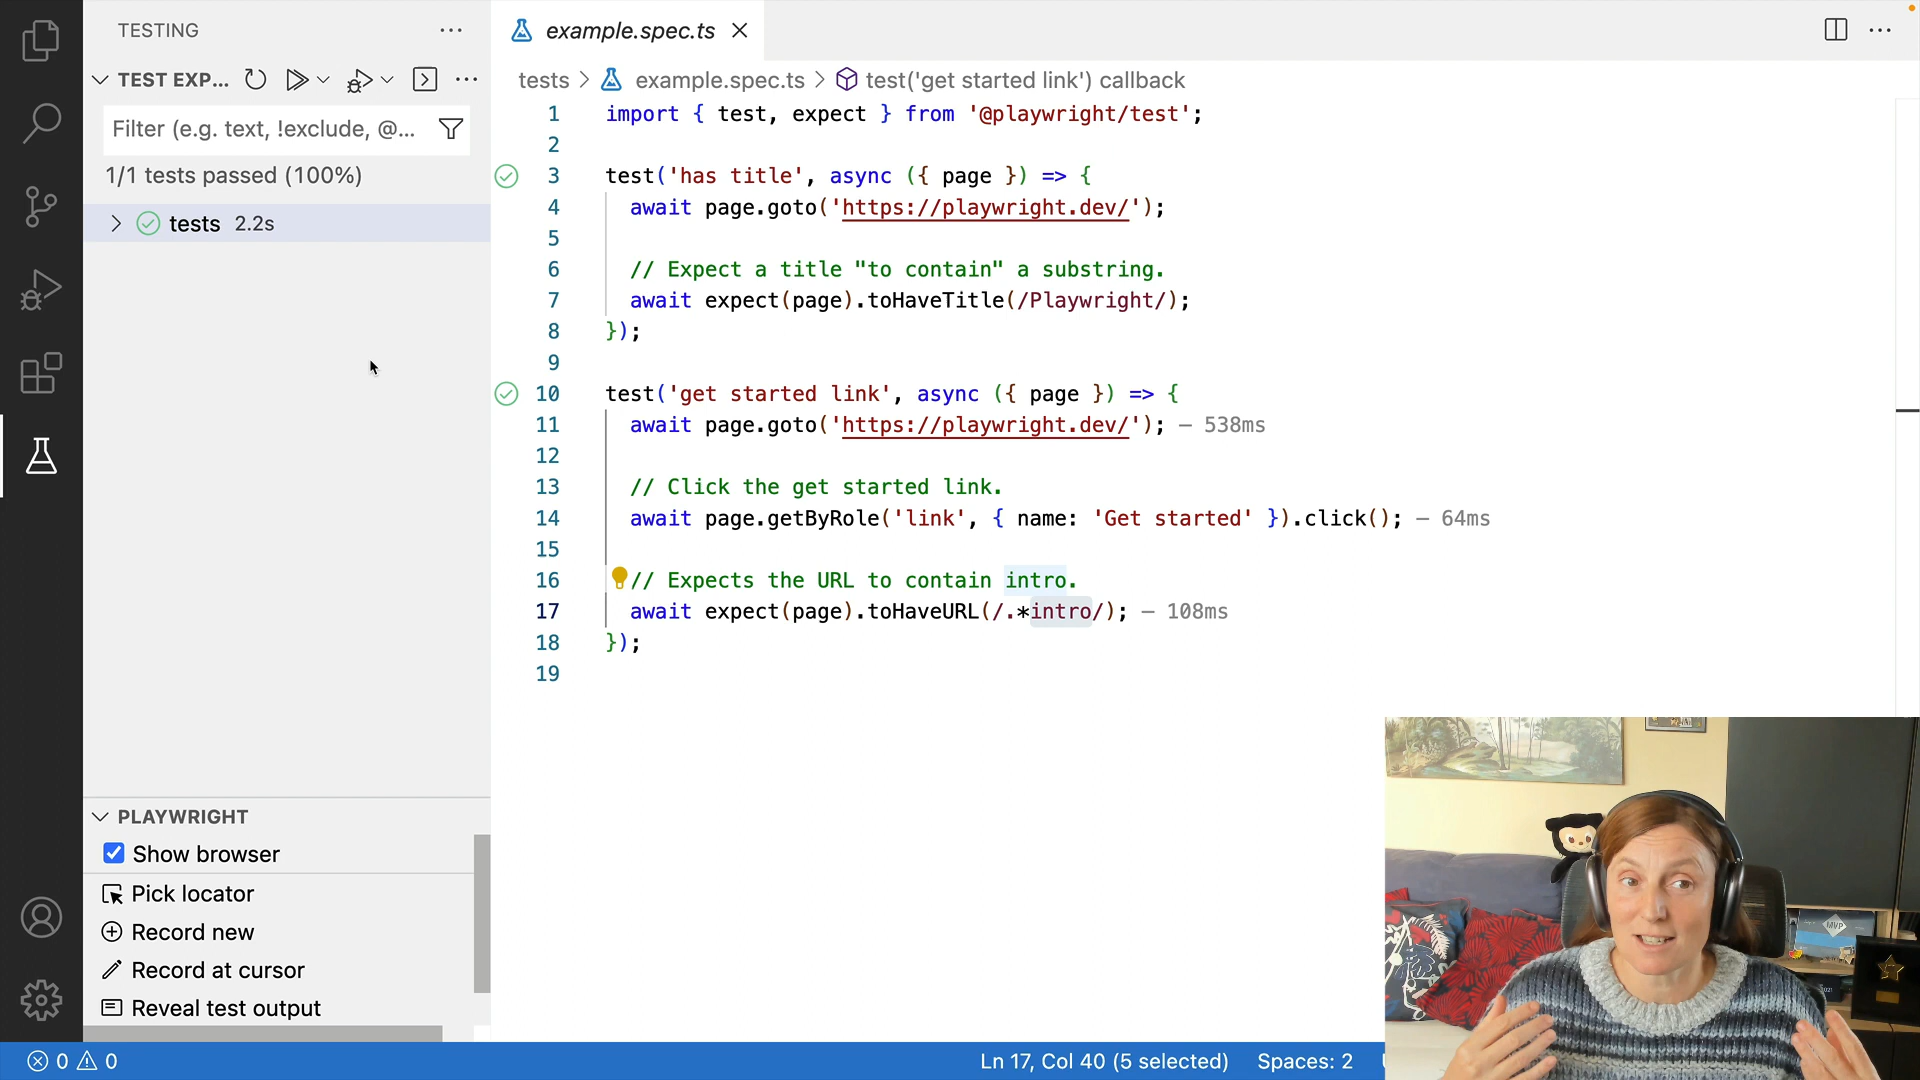 TESTING
TEST EXP...
Filter (e.g. text, !exclude, @...
1/1 tests passed (100%)
tests 2.2s
PLAYWRIGHT
Show browser
Pick locator
Record new
Record at cursor
Reveal test output
example.spec.ts
tests > example.spec.ts > test('get started link') callback
1 import { test, expect } from '@playwright/test';
2
3 test('has title', async ({ page }) => {
4 await page.goto('https://playwright.dev/');
5
6 // Expect a title "to contain" a substring.
7 await expect(page).toHaveTitle(/Playwright/);
8 });
9
10 test('get started link', async ({ page }) => {
11 await page.goto('https://playwright.dev/'); — 538ms
12
13 // Click the get started link.
14 await page.getByRole('link', { name: 'Get started' }).click(); — 64ms
15
16 // Expects the URL to contain intro.
17 await expect(page).toHaveURL(/.*intro/); — 108ms
18 });
19
MVP
0 0
Ln 17, Col 40 (5 selected)
Spaces: 2